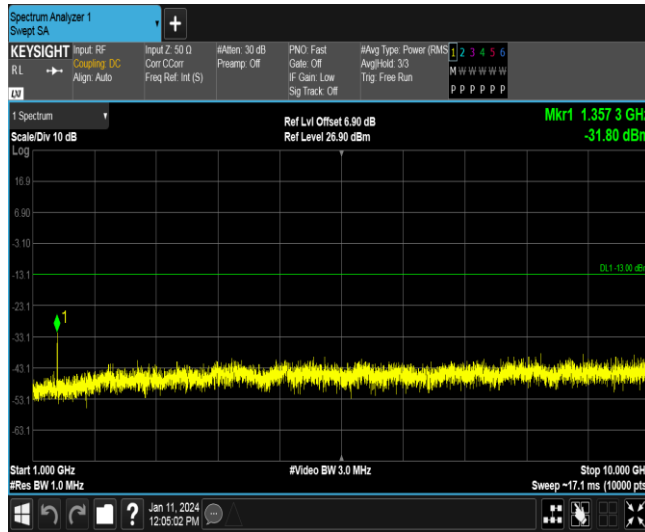 Spectrum Analyzer 1
Swept SA
+
KEYSIGHT Input: RF Input Z: 50 Ω #Atten: 30 dB PNO: Fast #Avg Type: Power (RMS 1 2 3 4 5 6
RL Coupling: DC Corr CCorr Preamp: Off Gate: Off Avg|Hold: 3/3 M W W W W W
Align: Auto Freq Ref: Int (S) IF Gain: Low Trig: Free Run
LXI Sig Track: Off P P P P P P
1 Spectrum Ref Lvl Offset 6.90 dB Mkr1 1.357 3 GH
Scale/Div 10 dB Ref Level 26.90 dBm -31.80 dBm
Log
16.9
6.90
-3.10
-13.1 DL1 -13.00 dB
-23.1
1
-33.1
-43.1
-53.1
-63.1
Start 1.000 GHz #Video BW 3.0 MHz Stop 10.000 GH
#Res BW 1.0 MHz Sweep ~17.1 ms (10000 pts
? Jan 11, 2024
12:05:02 PM